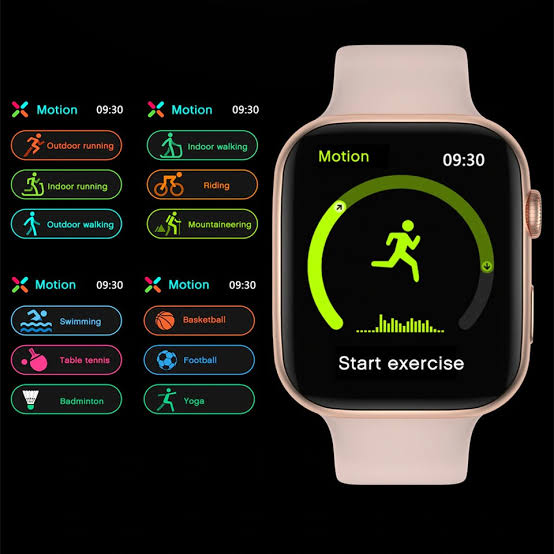 Motion 09:30
Outdoor running
Indoor running
Outdoor walking
Motion 09:30
Indoor walking
Riding
Mountaineering
Motion 09:30
Swimming
Table tennis
Badminton
Motion 09:30
Basketball
Football
Yoga
Motion 09:30
Start exercise